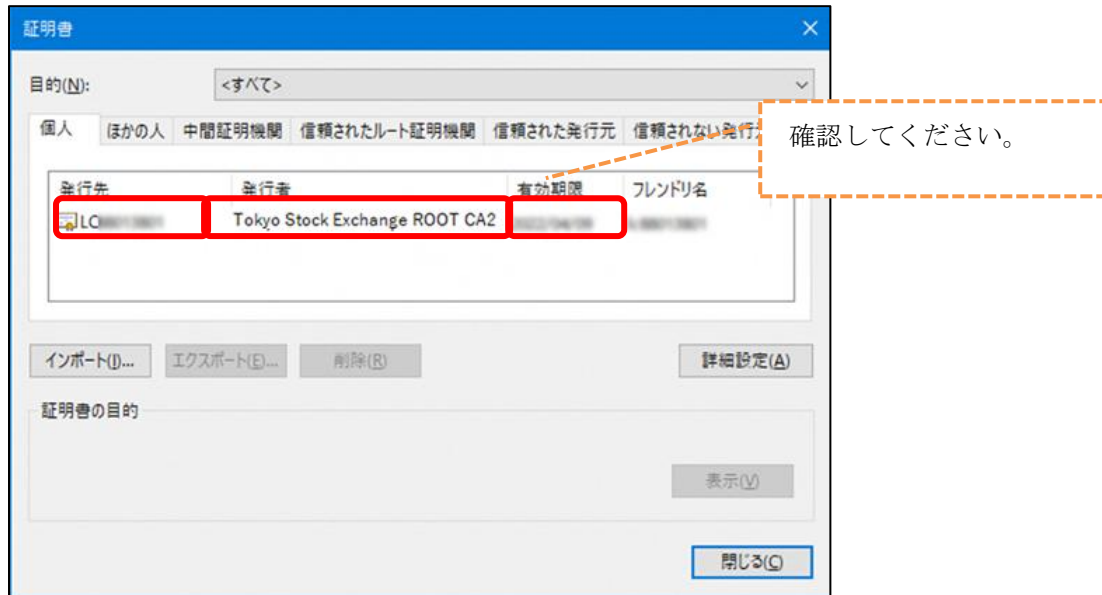 証明書
目的(N):
<すべて>
個人 ほかの人 中間証明機関 信頼されたルート証明機関 信頼された発行元 信頼されない発行
確認してください。
発行先 発行者 有効期限 フレンドリ名
LC Tokyo Stock Exchange ROOT CA2
インポート(I)... エクスポート(E)... 削除(R) 詳細設定(A)
証明書の目的
表示(V)
閉じる(C)